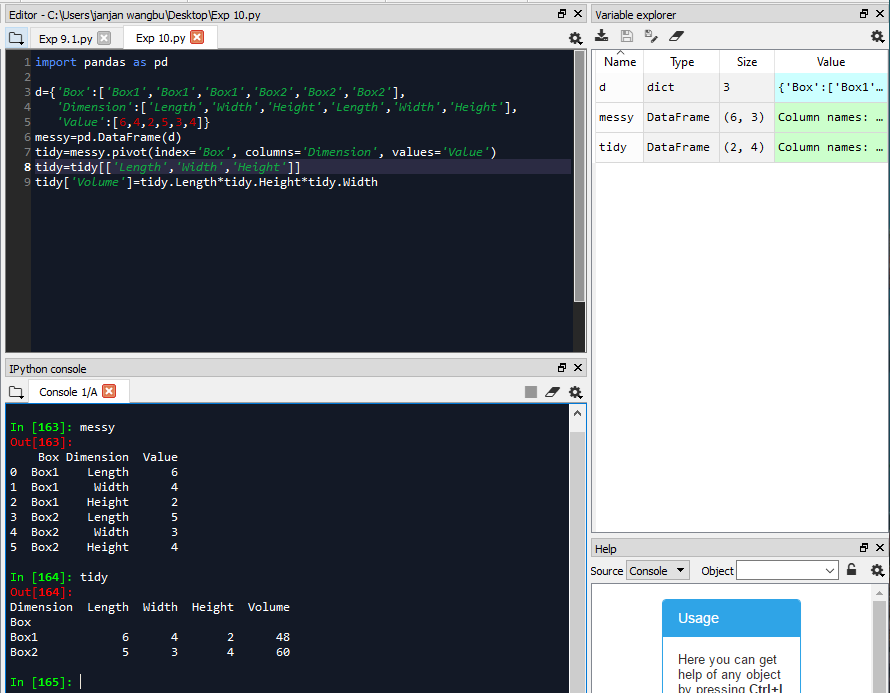 Editor - C:\Users\janjan wangbu\Desktop\Exp 10.py
Exp 9.1.py
Exp 10.py
1 import pandas as pd
2
3 d={'Box':['Box1','Box1','Box1','Box2','Box2','Box2'],
4    'Dimension':['Length','Width','Height','Length','Width','Height'],
5    'Value':[6,4,2,5,3,4]}
6 messy=pd.DataFrame(d)
7 tidy=messy.pivot(index='Box', columns='Dimension', values='Value')
8 tidy=tidy[['Length','Width','Height']]
9 tidy['Volume']=tidy.Length*tidy.Height*tidy.Width
IPython console
Console 1/A
In [163]: messy
Out[163]:
    Box Dimension  Value
0  Box1    Length      6
1  Box1     Width      4
2  Box1    Height      2
3  Box2    Length      5
4  Box2     Width      3
5  Box2    Height      4
In [164]: tidy
Out[164]:
Dimension  Length  Width  Height  Volume
Box
Box1            6      4       2      48
Box2            5      3       4      60
In [165]:
Variable explorer
Name Type Size Value
d dict 3 {'Box':['Box1'…
messy DataFrame (6, 3) Column names: …
tidy DataFrame (2, 4) Column names: …
Help
Source Console Object
Usage
Here you can get
help of any object
by pressing Ctrl+I